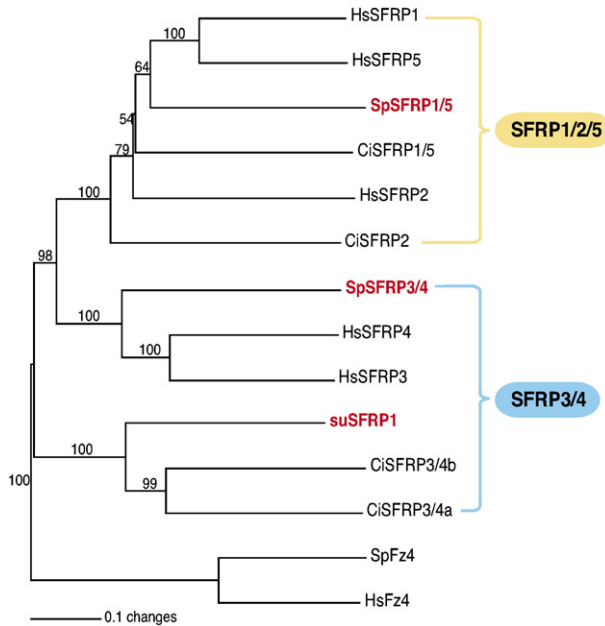 HsSFRP1
100
HsSFRP5
64
SpSFRP1/5
54
SFRP1/2/5
79
CiSFRP1/5
100
HsSFRP2
CiSFRP2
98
SpSFRP3/4
100
HsSFRP4
100
HsSFRP3
SFRP3/4
suSFRP1
100
CiSFRP3/4b
99
100
CiSFRP3/4a
SpFz4
HsFz4
0.1 changes